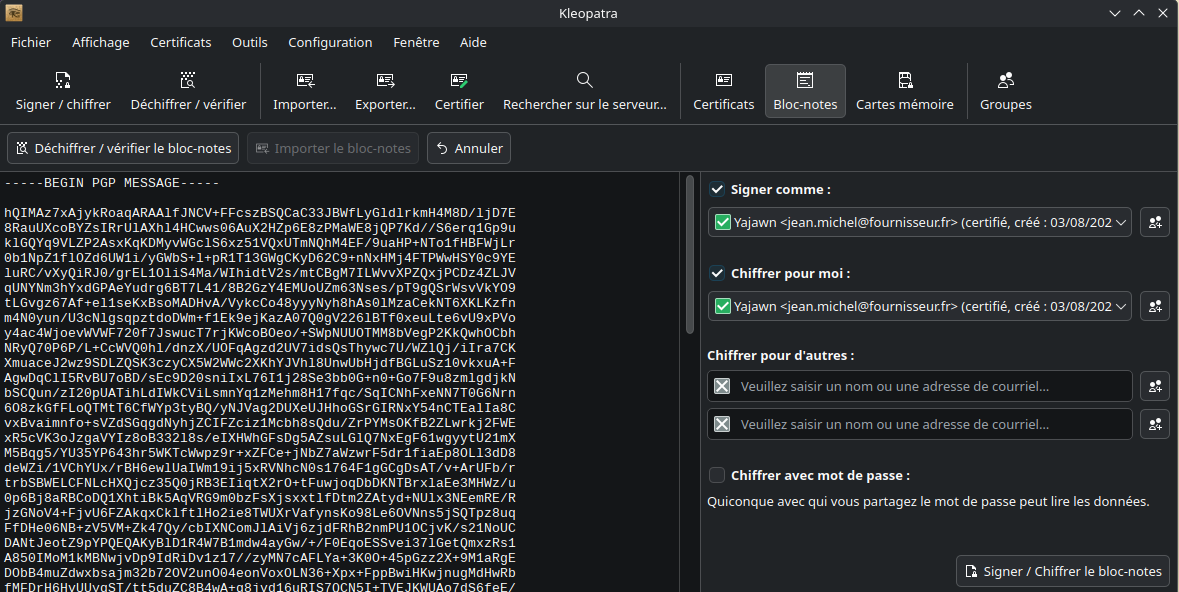 Kleopatra
Fichier Affichage Certificats Outils Configuration Fenêtre Aide
Signer / chiffrer Déchiffrer / vérifier Importer... Exporter... Certifier Rechercher sur le serveur... Certificats Bloc-notes Cartes mémoire Groupes
Déchiffrer / vérifier le bloc-notes Importer le bloc-notes Annuler
-----BEGIN PGP MESSAGE-----
hQIMAz7xAjykRoaqARAAlfJNCV+FFcszBSQCaC33JBWfLyGldlrkmH4M8D/ljD7E
8RauUXcoBYZsIRrUlAXhl4HCwws06AuX2HZp6E8zPMaWE8jQP7Kd//S6erq1Gp9u
klGQYq9VLZP2AsxKqKDMyvWGclS6xz51VQxUTmNQhM4EF/9uaHP+NTo1fHBFWjLr
0b1NpZ1flOZd6UW1i/yGWbS+l+pR1T13GWgCKyD62C9+nNxHMj4FTPWwHSY0c9YE
luRC/vXyQiRJ0/grEL1OliS4Ma/WIhidtV2s/mtCBgM7ILWvvXPZQxjPCDz4ZLJV
qUNYNm3hYxdGPAeYudrg6BT7L41/8B2GzY4EMUoUZm63Nses/pT9gQSrWsvVkYO9
tLGvgz67Af+el1seKxBsoMADHvA/VykcCo48yyyNyh8hAs0lMzaCekNT6XKLKzfn
m4N0yun/U3cNlgsqpztdoDWm+f1Ek9ejKazA07Q0gV226lBTf0xeuLte6vU9xPVo
y4ac4WjoevWVWF720f7JswucT7rjKWcoBOeo/+SWpNUUOTMM8bVegP2KkQwhOCbh
NRyQ70P6P/L+CcWVQ0hl/dnzX/UOFqAgzd2UV7idsQsThywc7U/WZlQj/iIra7CK
XmuaceJ2wz9SDLZQSK3czyCX5W2WWc2XKhYJVhl8UnwUbHjdfBGLuSz10vkxuA+F
AgwDqClI5RvBU7oBD/sEc9D20sniIxL76I1j28Se3bb0G+n0+Go7F9u8zmlgdjkN
bSCQun/zI20pUATihLdIWkCViLsmnYq1zMehm8H17fqc/SqICNhFxeNN7T0G6Nrn
6O8zkGfFLoQTMtT6CfWYp3tyBQ/yNJVag2DUXeUJHhoGSrGIRNxY54nCTEalIa8C
vxBvaimnfo+sVZdSGqgdNyhjZCIFZciz1Mcbh8sQdu/ZrPYMsOKfB2ZLwrkj2FWE
xR5cVK3oJzgaVYIz8oB332l8s/eIXHWhGFsDg5AZsuLGlQ7NxEgF61wgyytU21mX
M5Bqg5/YU35YP643hr5WKTcWwpz9r+xZFCe+jNbZ7aWzwrF5dr1fiaEp8OLl3dD8
deWZi/1VChYUx/rBH6ewlUaIWm19ij5xRVNhcN0s1764F1gGCgDsAT/v+ArUFb/r
trbSBWELCFNLcHXQjcz35Q0jRB3EIiqtX2rO+tFuwjoqDbDKNTBrxlaEe3MHWz/u
0p6Bj8aRBCoDQ1XhtiBk5AqVRG9m0bzFsXjsxxtlfDtm2ZAtyd+NUlx3NEemRE/R
jzGNoV4+FjvU6FZAkqxCklftlHo2ie8TWUXrVafynsKo98Le6OVNns5jSQTpz8uq
FfDHe06NB+zV5VM+Zk47Qy/cbIXNComJlAiVj6zjdFRhB2nmPU1OCjvK/s21NoUC
DANtJeotZ9pYPQEQAKyBlD1R4W7B1mdw4ayGw/+/F0EqoESSvei37lGetQmxzRs1
A850IMoM1kMBNwjvDp9IdRiDv1z17//zyMN7cAFLYa+3K0O+45pGzz2X+9M1aRgE
DObB4muZdwxbsajm32b72OV2unO04eonVoxOLN36+Xpx+FppBwiHKwjnugMdHwRb
Signer comme :
Yajawn <jean.michel@fournisseur.fr> (certifié, créé : 03/08/202
Chiffrer pour moi :
Yajawn <jean.michel@fournisseur.fr> (certifié, créé : 03/08/202
Chiffrer pour d'autres :
Veuillez saisir un nom ou une adresse de courriel...
Veuillez saisir un nom ou une adresse de courriel...
Chiffrer avec mot de passe :
Quiconque avec qui vous partagez le mot de passe peut lire les données.
Signer / Chiffrer le bloc-notes